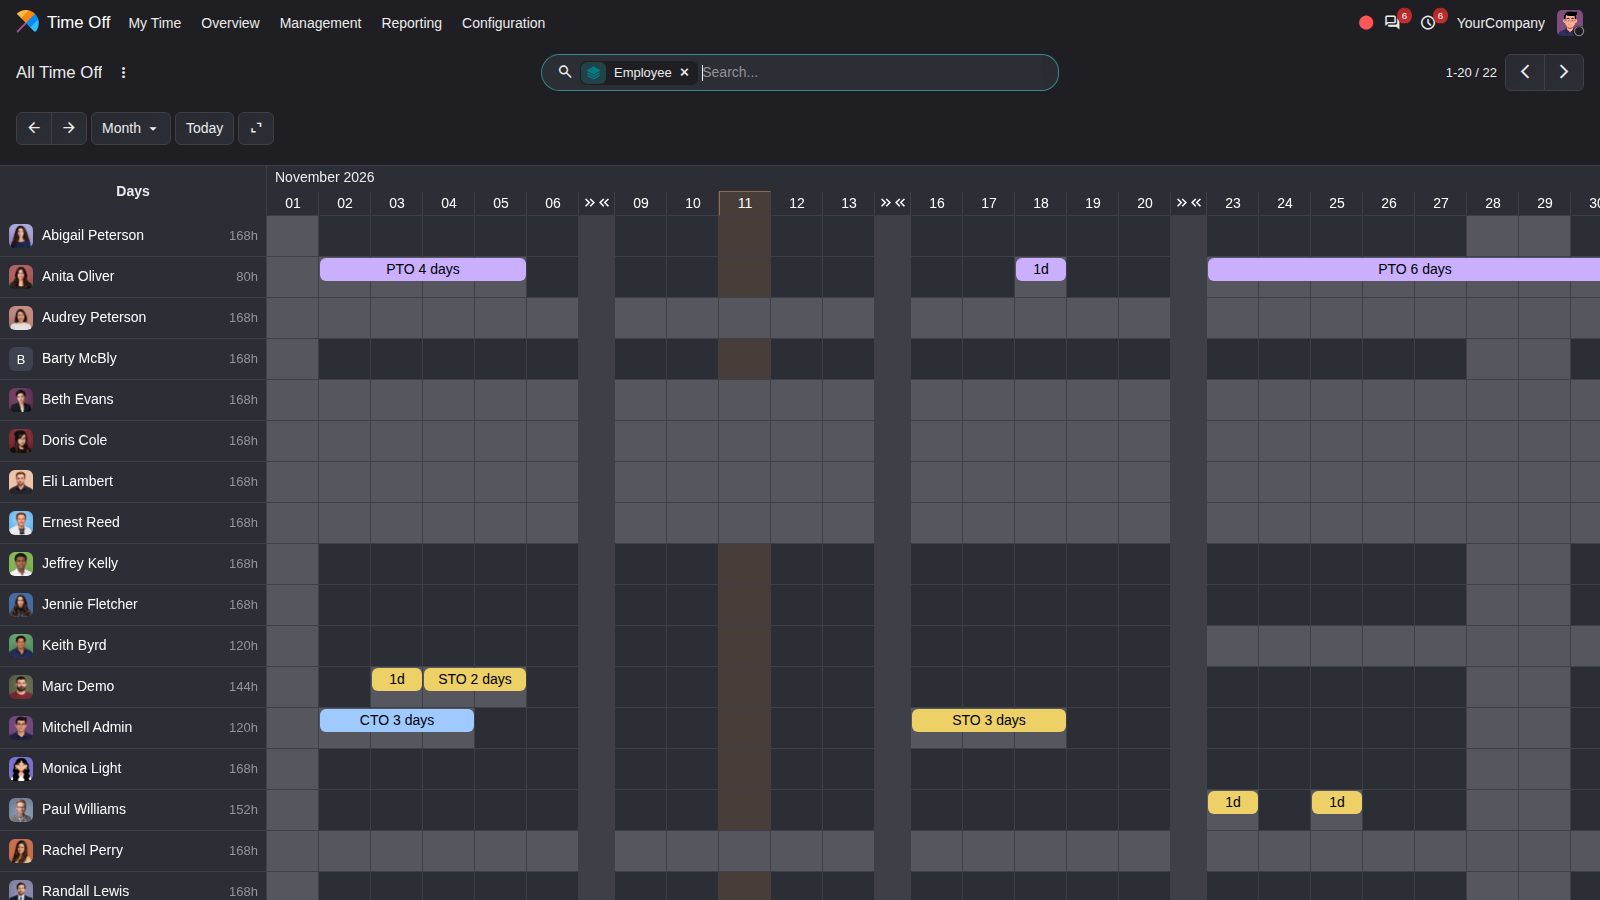 Time Off My Time Overview Management Reporting Configuration 6 6 YourCompany
All Time Off Employee Search... 1-20 / 22
Month Today
Days November 2026
01 02 03 04 05 06 09 10 11 12 13 16 17 18 19 20 23 24 25 26 27 28 29 30
Abigail Peterson 168h
Anita Oliver 80h PTO 4 days 1d PTO 6 days
Audrey Peterson 168h
B Barty McBly 168h
Beth Evans 168h
Doris Cole 168h
Eli Lambert 168h
Ernest Reed 168h
Jeffrey Kelly 168h
Jennie Fletcher 168h
Keith Byrd 120h
Marc Demo 144h 1d STO 2 days
Mitchell Admin 120h CTO 3 days STO 3 days
Monica Light 168h
Paul Williams 152h 1d 1d
Rachel Perry 168h
Randall Lewis 168h